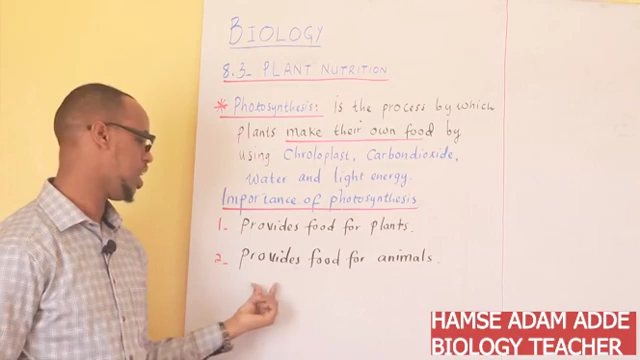 BIOLOGY
8.3- PLANT NUTRITION
* Photosynthesis: is the process by which
plants make their own food by
using Chroloplast, Carbondioxide,
Water and light energy.
Importance of photosynthesis
1- Provides food for plants.
2- Provides food for animals.
HAMSE ADAM ADDE
BIOLOGY TEACHER